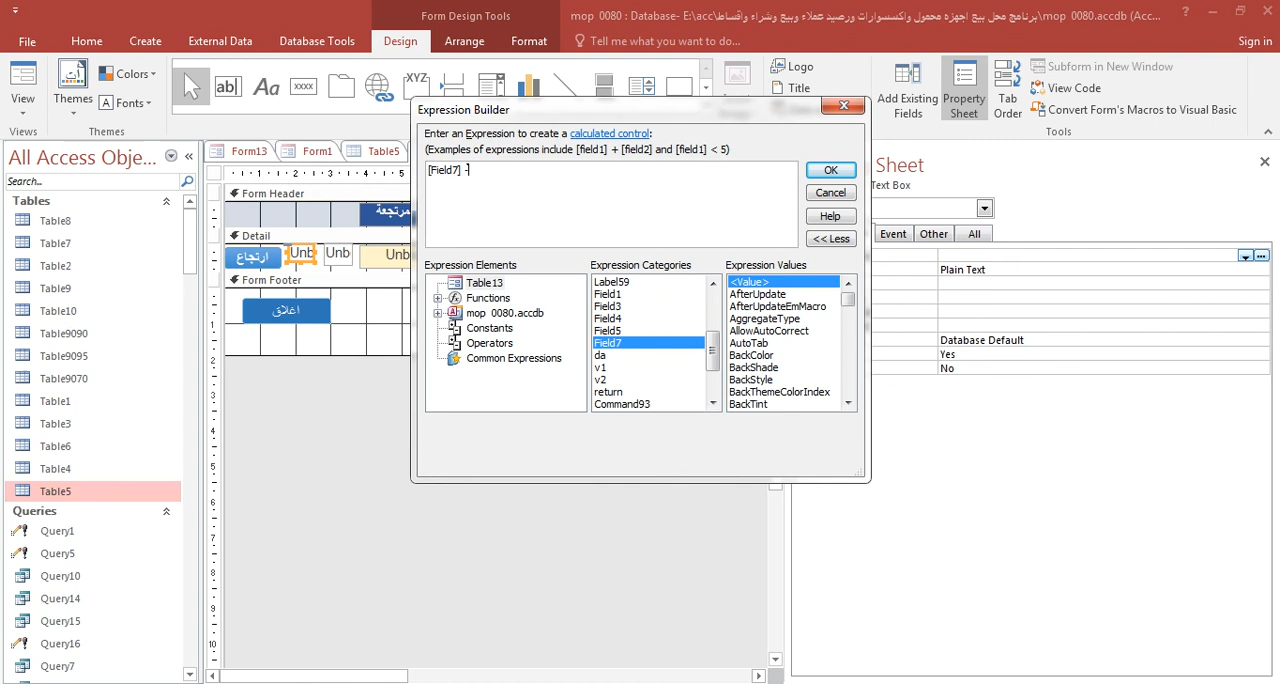 Form Design Tools
mop_0080 : Database- E:\acc\برنامج محل بيع اجهزه محمول واكسسوارات ورصيد عملاء وبيع وشراء واقساط\mop_0080.accdb (Acc...
?
File Home Create External Data Database Tools Design Arrange Format Tell me what you want to do... Sign in
View
Views
Themes
Colors
Fonts
Themes
ab|
Aa
xxxx
XYZ
Logo
Title
Add Existing Fields
Property Sheet
Tab Order
Subform in New Window
View Code
Convert Form's Macros to Visual Basic
Tools
All Access Obje...
Search...
Tables
Table8
Table7
Table2
Table9
Table10
Table9090
Table9095
Table9070
Table1
Table3
Table6
Table4
Table5
Queries
Query1
Query5
Query10
Query14
Query15
Query16
Query7
Form13 Form1 Table5
Form Header
مرتجعة
Detail
ارتجاع Unb Unb Unb
Form Footer
اغلاق
Expression Builder
Enter an Expression to create a calculated control:
(Examples of expressions include [field1] + [field2] and [field1] < 5)
[Field7] -
OK
Cancel
Help
<< Less
Expression Elements
Table13
Functions
mop_0080.accdb
Constants
Operators
Common Expressions
Expression Categories
Label59
Field1
Field3
Field4
Field5
Field7
da
v1
v2
return
Command93
Expression Values
<Value>
AfterUpdate
AfterUpdateEmMacro
AggregateType
AllowAutoCorrect
AutoTab
BackColor
BackShade
BackStyle
BackThemeColorIndex
BackTint
Sheet
Text Box
Event Other All
Plain Text
Database Default
Yes
No